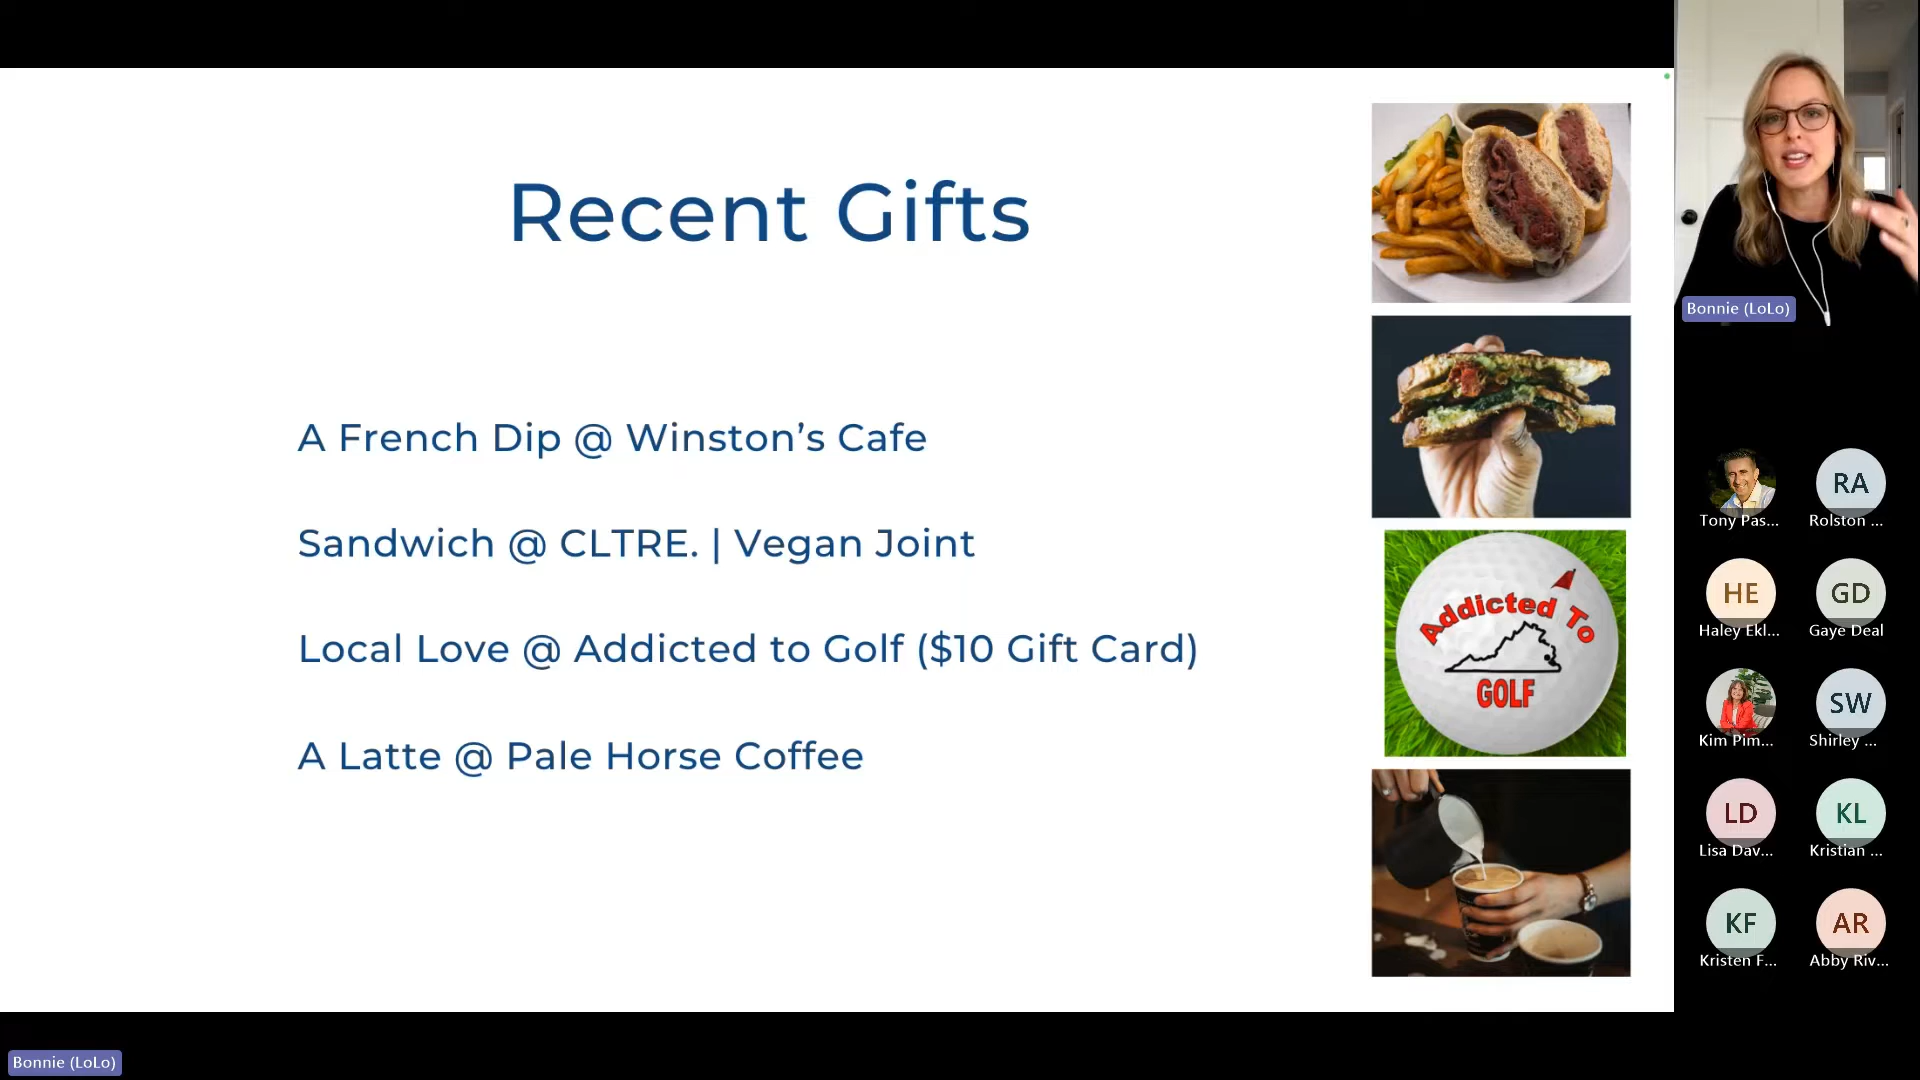 Recent Gifts
A French Dip @ Winston’s Cafe
Sandwich @ CLTRE. | Vegan Joint
Local Love @ Addicted to Golf ($10 Gift Card)
A Latte @ Pale Horse Coffee
Addicted To
GOLF
Bonnie (LoLo)
Tony Pas...
RA
Rolston ...
HE
Haley Ekl...
GD
Gaye Deal
Kim Pim...
SW
Shirley ...
LD
Lisa Dav...
KL
Kristian ...
KF
Kristen F...
AR
Abby Riv...
Bonnie (LoLo)